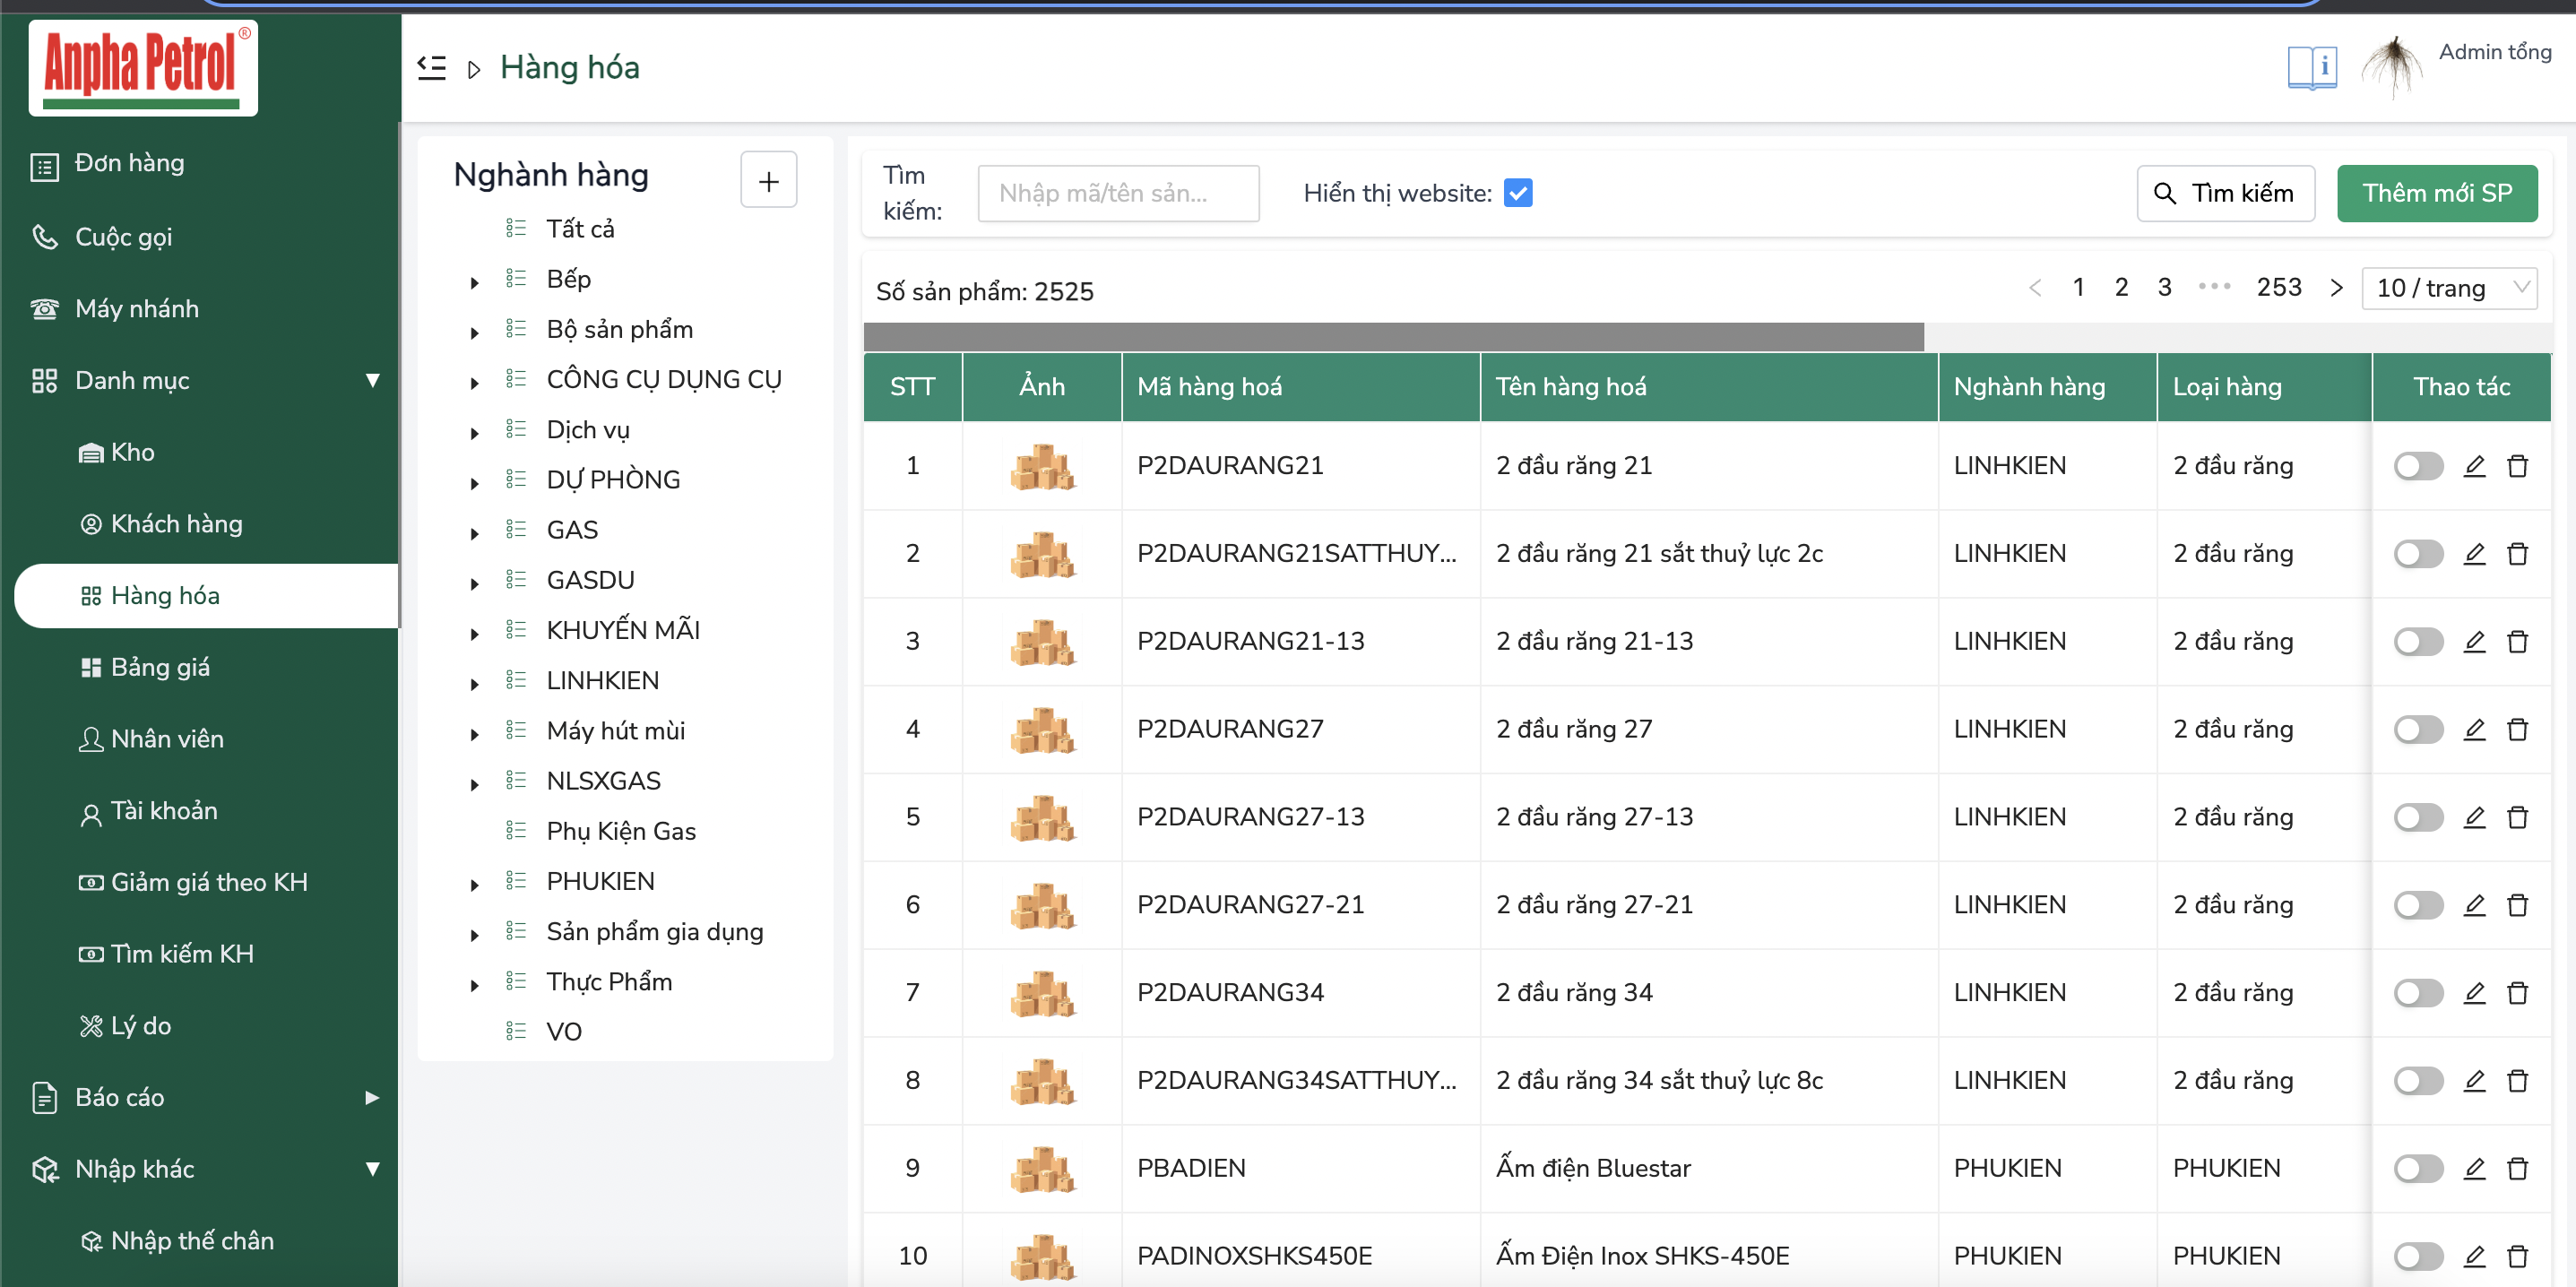 Anpha Petrol ®
Hàng hóa
Admin tổng
Đơn hàng
Cuộc gọi
Máy nhánh
Danh mục
Kho
Khách hàng
Hàng hóa
Bảng giá
Nhân viên
Tài khoản
Giảm giá theo KH
Tìm kiếm KH
Lý do
Báo cáo
Nhập khác
Nhập thế chân
Nghành hàng
+
Tất cả
Bếp
Bộ sản phẩm
CÔNG CỤ DỤNG CỤ
Dịch vụ
DỰ PHÒNG
GAS
GASDU
KHUYẾN MÃI
LINHKIEN
Máy hút mùi
NLSXGAS
Phụ Kiện Gas
PHUKIEN
Sản phẩm gia dụng
Thực Phẩm
VO
Tìm
kiếm:
Nhập mã/tên sản...
Hiển thị website:
Tìm kiếm
Thêm mới SP
Số sản phẩm: 2525
< 1 2 3 ••• 253 > 10 / trang
STT Ảnh Mã hàng hoá Tên hàng hoá Nghành hàng Loại hàng Thao tác
1 P2DAURANG21 2 đầu răng 21 LINHKIEN 2 đầu răng
2 P2DAURANG21SATTHUY... 2 đầu răng 21 sắt thuỷ lực 2c LINHKIEN 2 đầu răng
3 P2DAURANG21-13 2 đầu răng 21-13 LINHKIEN 2 đầu răng
4 P2DAURANG27 2 đầu răng 27 LINHKIEN 2 đầu răng
5 P2DAURANG27-13 2 đầu răng 27-13 LINHKIEN 2 đầu răng
6 P2DAURANG27-21 2 đầu răng 27-21 LINHKIEN 2 đầu răng
7 P2DAURANG34 2 đầu răng 34 LINHKIEN 2 đầu răng
8 P2DAURANG34SATTHUY... 2 đầu răng 34 sắt thuỷ lực 8c LINHKIEN 2 đầu răng
9 PBADIEN Ấm điện Bluestar PHUKIEN PHUKIEN
10 PADINOXSHKS450E Ấm Điện Inox SHKS-450E PHUKIEN PHUKIEN